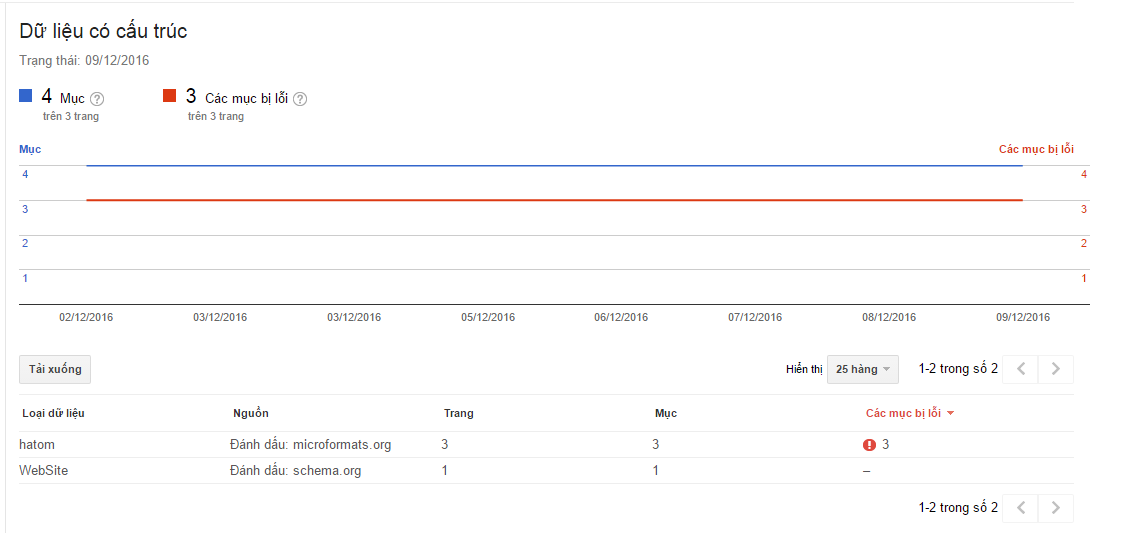 Dữ liệu có cấu trúc
Trạng thái: 09/12/2016
4 Mục ? 3 Các mục bị lỗi ?
trên 3 trang trên 3 trang
Mục Các mục bị lỗi
4 4
3 3
2 2
1 1
02/12/2016 03/12/2016 03/12/2016 05/12/2016 06/12/2016 07/12/2016 08/12/2016 09/12/2016
Tải xuống Hiển thị 25 hàng 1-2 trong số 2
Loại dữ liệu Nguồn Trang Mục Các mục bị lỗi
hatom Đánh dấu: microformats.org 3 3 3
WebSite Đánh dấu: schema.org 1 1 –
1-2 trong số 2